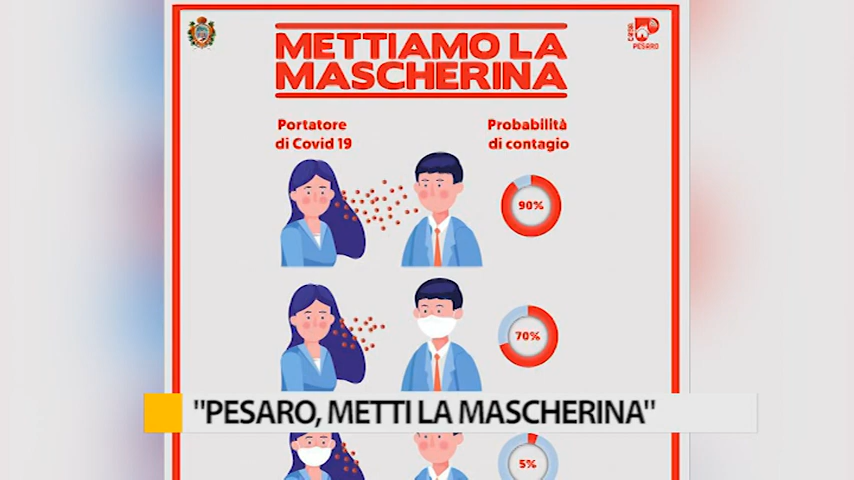 METTIAMO LA
MASCHERINA
PESARO
Portatore
di Covid 19
Probabilità
di contagio
90%
70%
"PESARO, METTI LA MASCHERINA"
5%